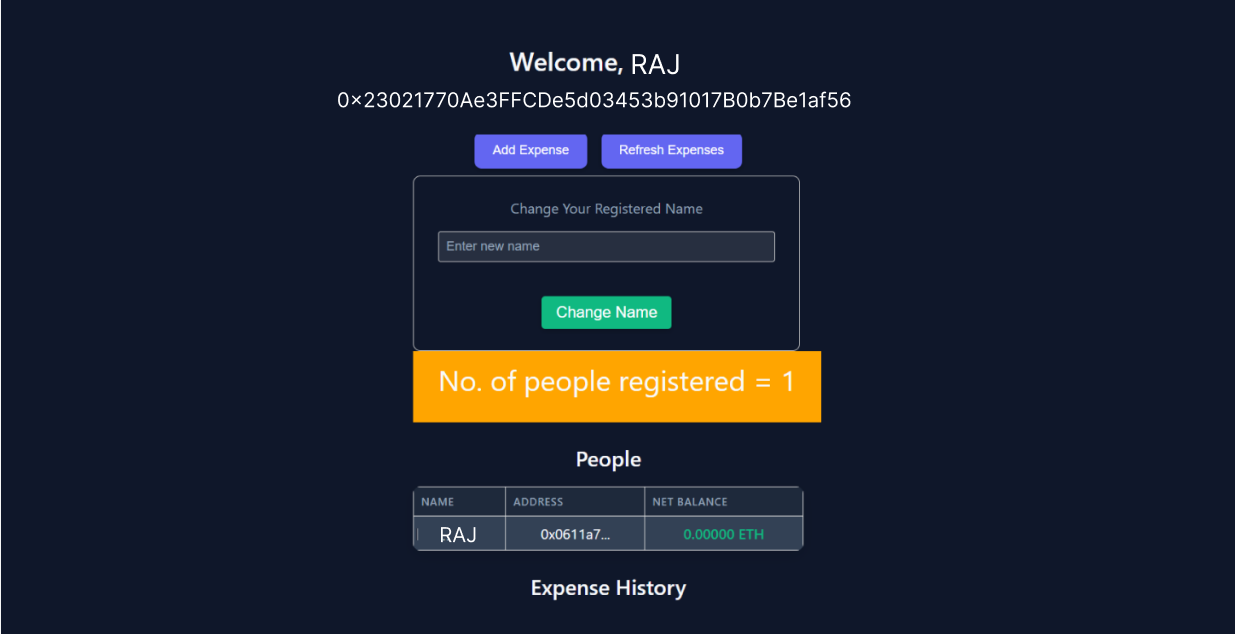 Welcome, RAJ
0×23021770Ae3FFCDe5d03453b91017B0b7Be1af56
Add Expense Refresh Expenses
Change Your Registered Name
Enter new name
Change Name
No. of people registered = 1
People
NAME ADDRESS NET BALANCE
RAJ 0x0611a7... 0.00000 ETH
Expense History